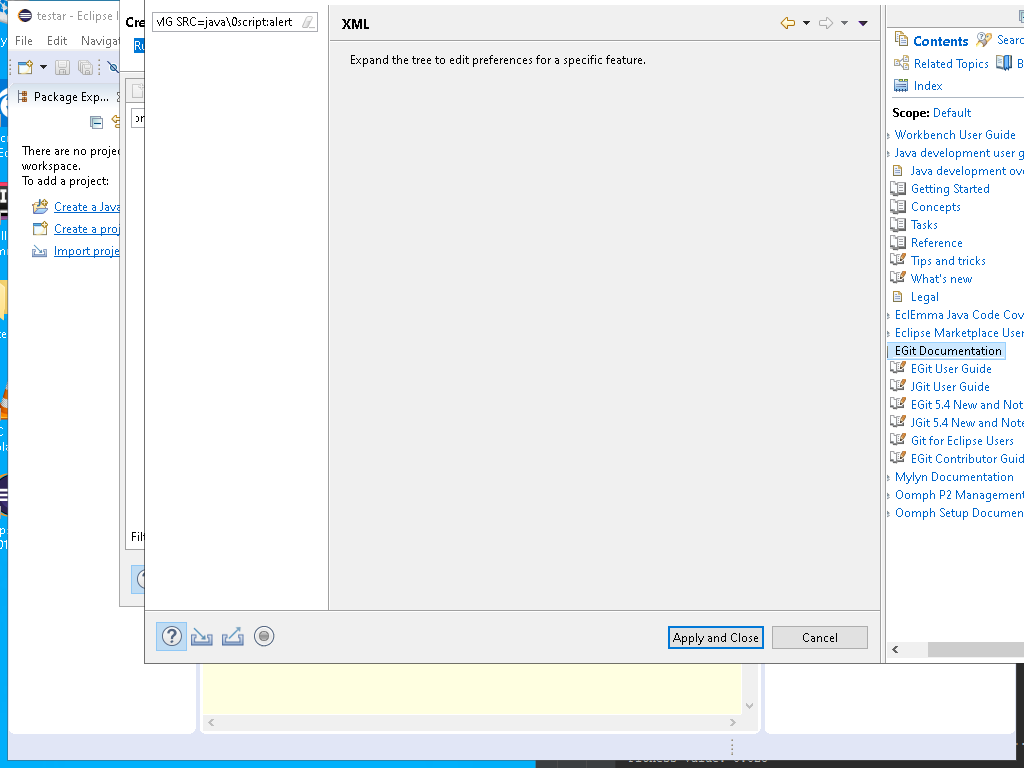 testar - Eclipse I
File Edit Navigat
Package Exp...
There are no projec
workspace.
To add a project:
Create a Java
Create a proj
Import proje
Cre
Ru
Filt
SRC=java\0script:alert
XML
Expand the tree to edit preferences for a specific feature.
Apply and Close
Cancel
Contents
Searc
Related Topics
B
Index
Scope: Default
Workbench User Guide
Java development user g
Java development ove
Getting Started
Concepts
Tasks
Reference
Tips and tricks
What's new
Legal
EclEmma Java Code Cov
Eclipse Marketplace User
EGit Documentation
EGit User Guide
JGit User Guide
EGit 5.4 New and Not
JGit 5.4 New and Note
Git for Eclipse Users
EGit Contributor Guid
Mylyn Documentation
Oomph P2 Management
Oomph Setup Documen